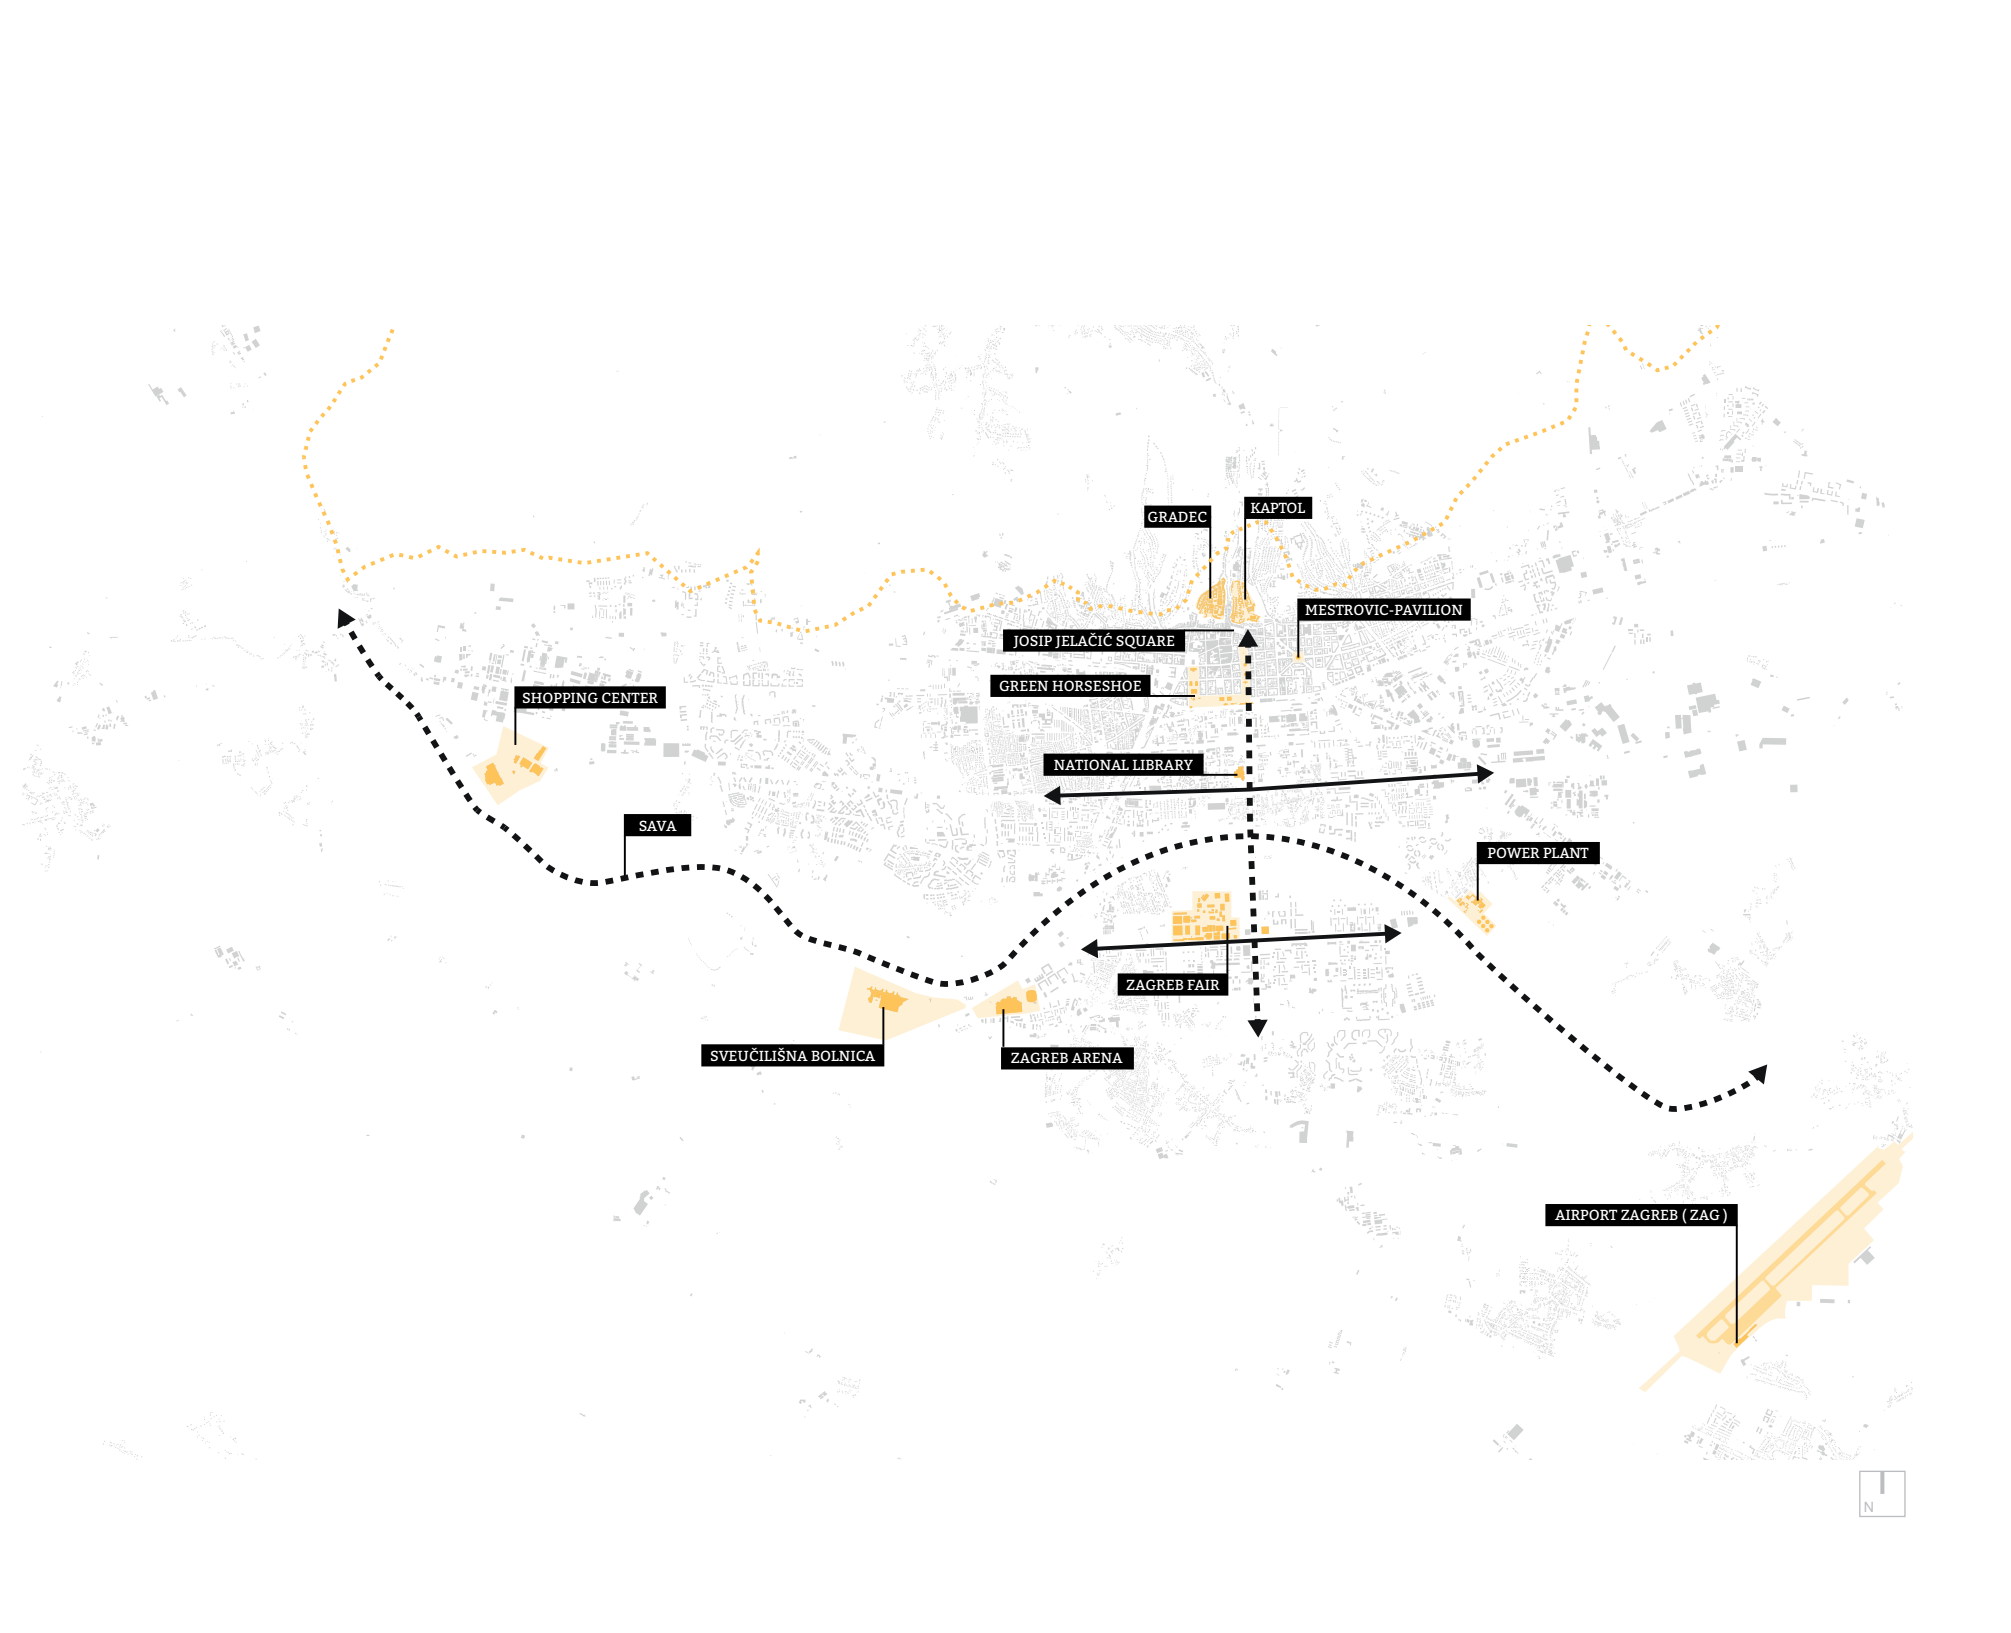 KAPTOL
GRADEC
MESTROVIC-PAVILION
JOSIP JELAČIĆ SQUARE
GREEN HORSESHOE
SHOPPING CENTER
NATIONAL LIBRARY
SAVA
POWER PLANT
ZAGREB FAIR
SVEUČILIŠNA BOLNICA
ZAGREB ARENA
AIRPORT ZAGREB ( ZAG )
N